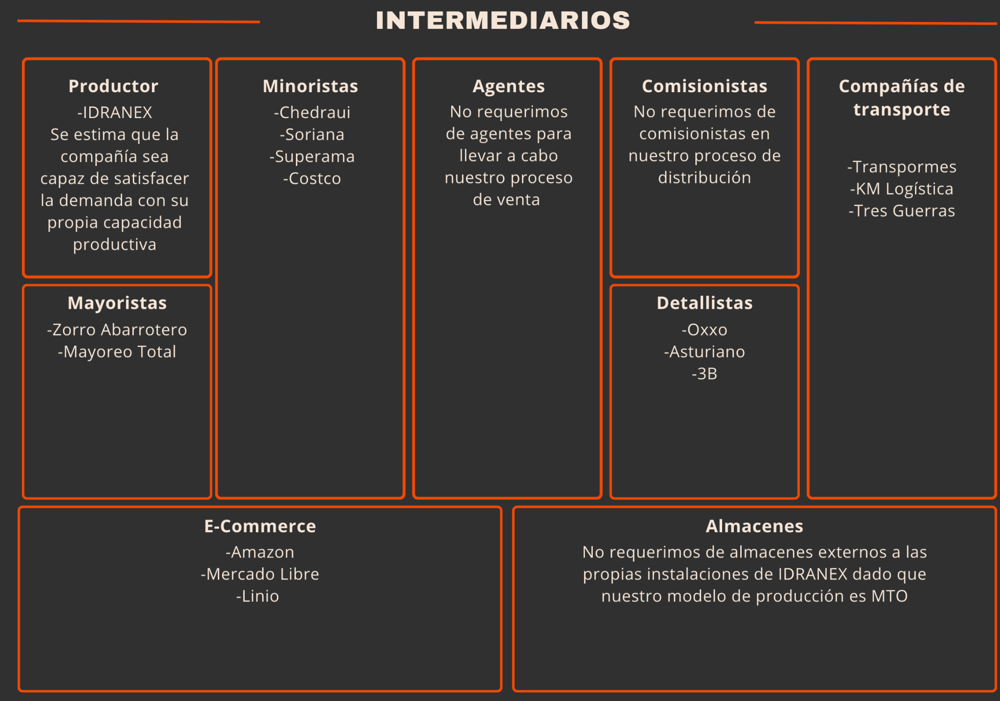 INTERMEDIARIOS
Productor
-IDRANEX
Se estima que la
compañía sea
capaz de satisfacer
la demanda con su
propia capacidad
productiva
Mayoristas
-Zorro Abarrotero
-Mayoreo Total
Minoristas
-Chedraui
-Soriana
-Superama
-Costco
Agentes
No requerimos
de agentes para
llevar a cabo
nuestro proceso
de venta
Comisionistas
No requerimos de
comisionistas en
nuestro proceso de
distribución
Detallistas
-Oxxo
-Asturiano
-3B
Compañías de
transporte
-Transpormes
-KM Logística
-Tres Guerras
E-Commerce
-Amazon
-Mercado Libre
-Linio
Almacenes
No requerimos de almacenes externos a las
propias instalaciones de IDRANEX dado que
nuestro modelo de producción es MTO